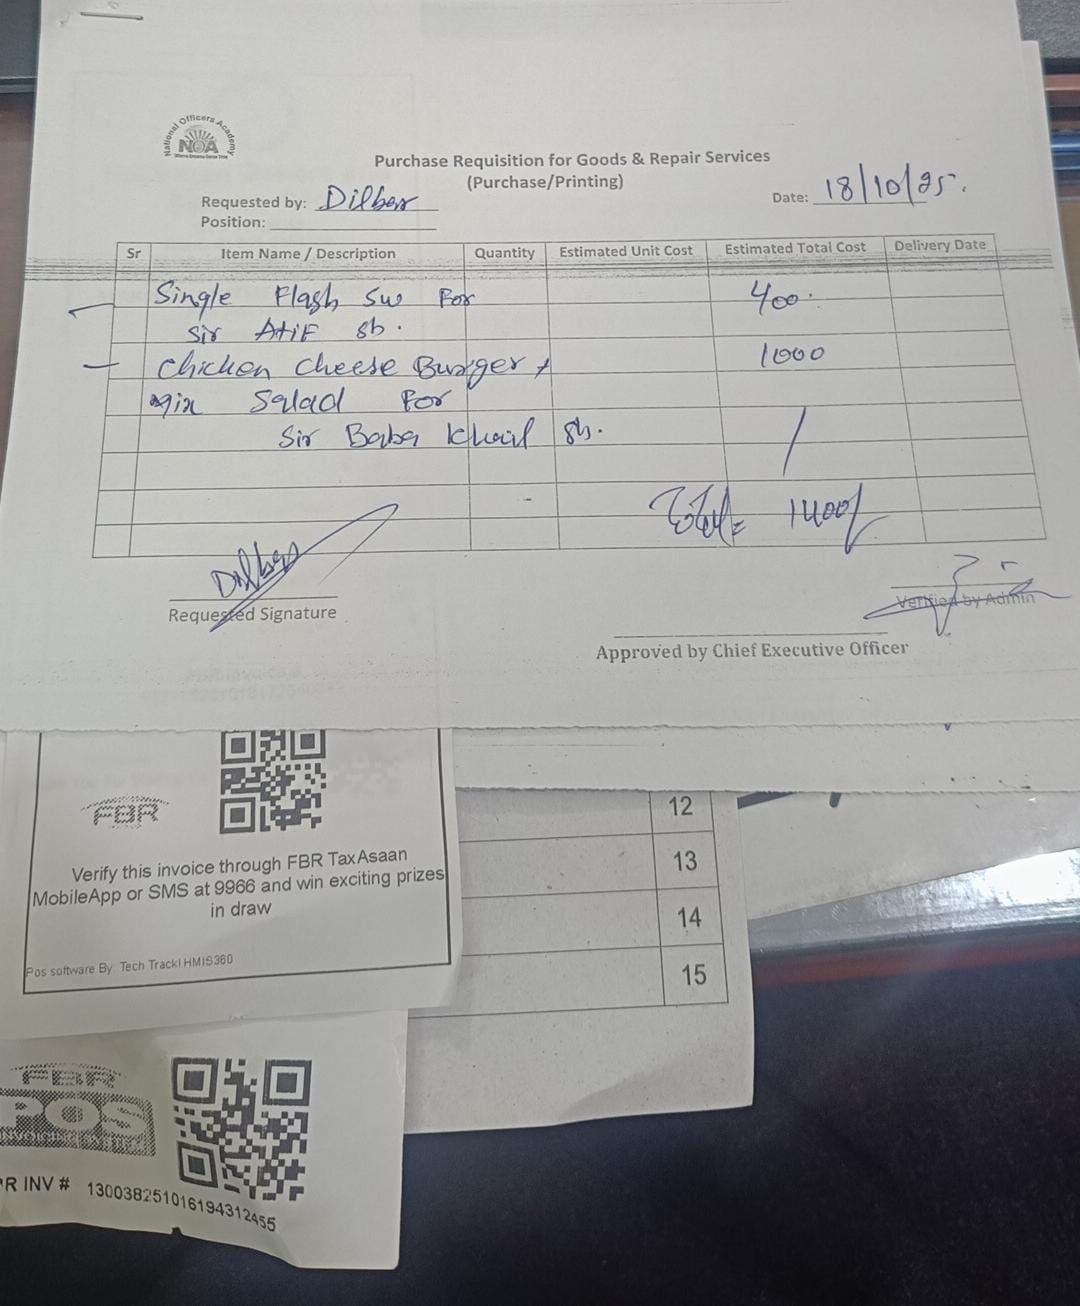 National Officers Academy
NOA
Purchase Requisition for Goods & Repair Services
(Purchase/Printing)
Requested by: Dilber
Date: 18/10/25.
Position:
Sr Item Name / Description Quantity Estimated Unit Cost Estimated Total Cost Delivery Date
Single Flash sw For 400.
Sir Atif sb.
Chicken Cheese Burger + 1000
Mix Salad For
Sir Baba Khail sb.
Total= 1400/
Dilber
Requested Signature
Verified by Admin
Approved by Chief Executive Officer
FBR
Verify this invoice through FBR TaxAsaan
MobileApp or SMS at 9966 and win exciting prizes
in draw
Pos software By Tech Track| HMIS360
12
13
14
15
FBR
POS
R INV # 130038251016194312455